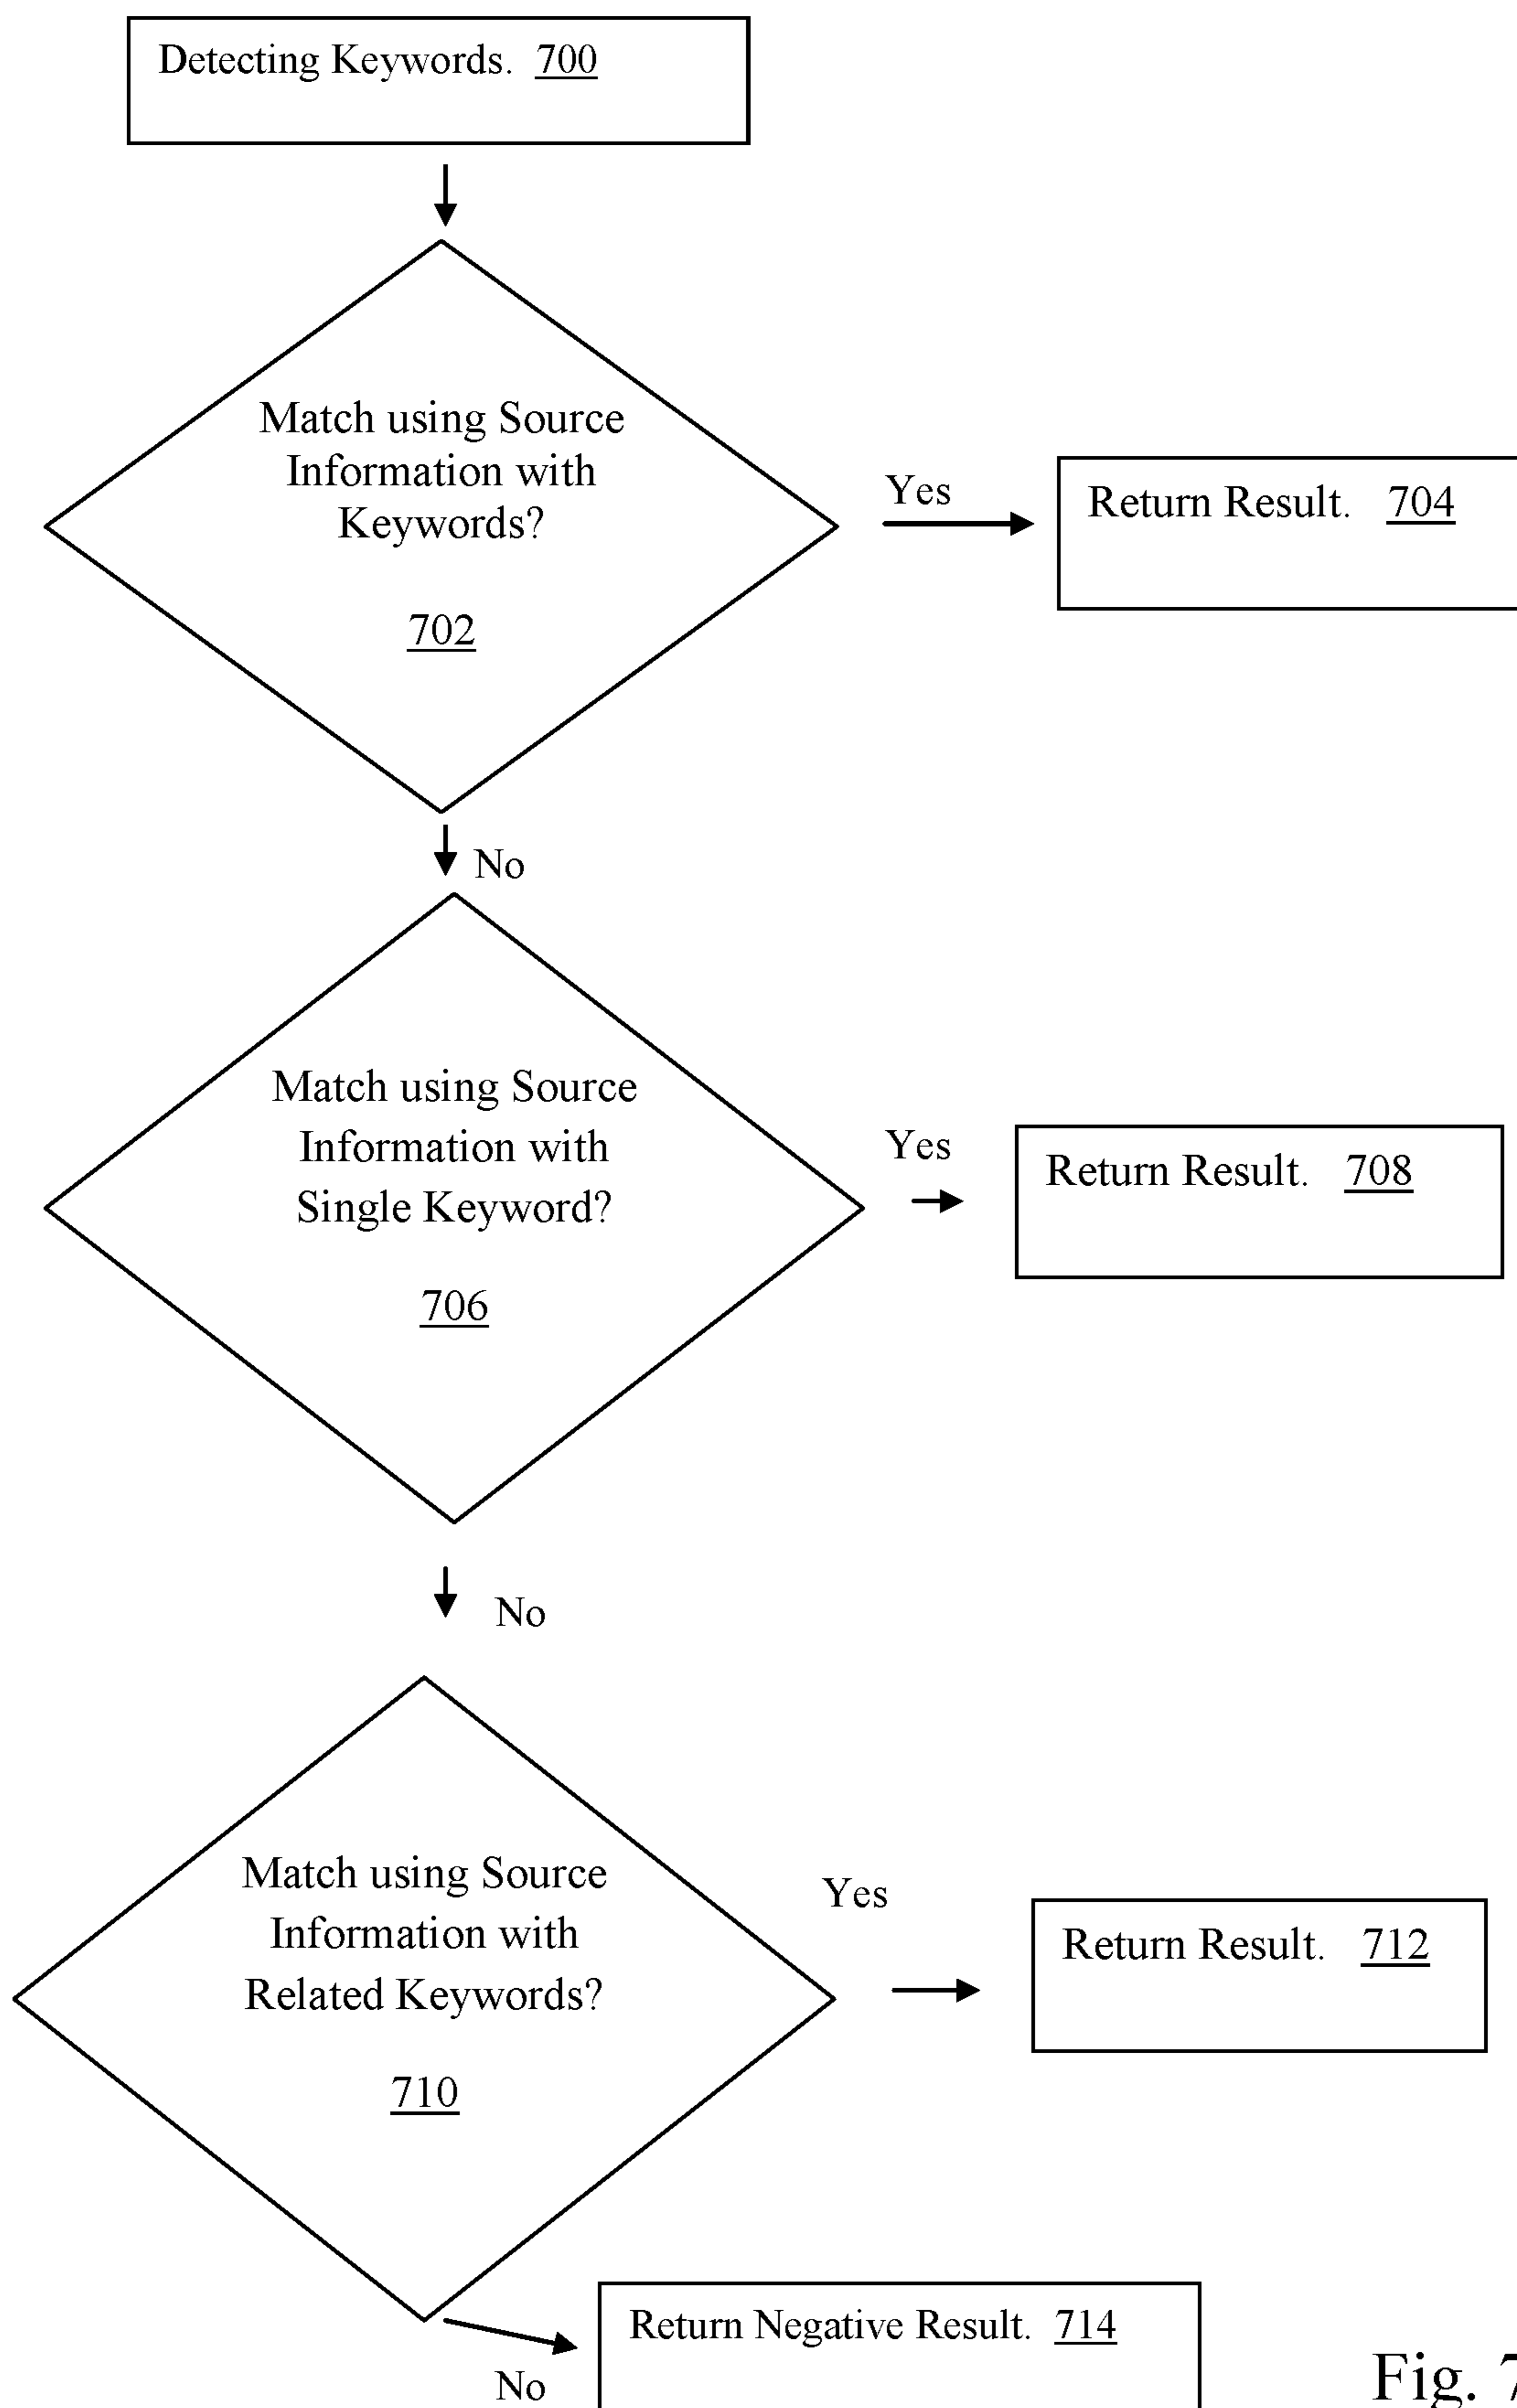 Detecting Keywords. 700
Match using Source
Information with
Keywords?
702
Yes
Return Result. 704
No
Match using Source
Information with
Single Keyword?
706
Yes
Return Result. 708
No
Match using Source
Information with
Related Keywords?
710
Yes
Return Result. 712
Return Negative Result. 714
No
Fig. 7